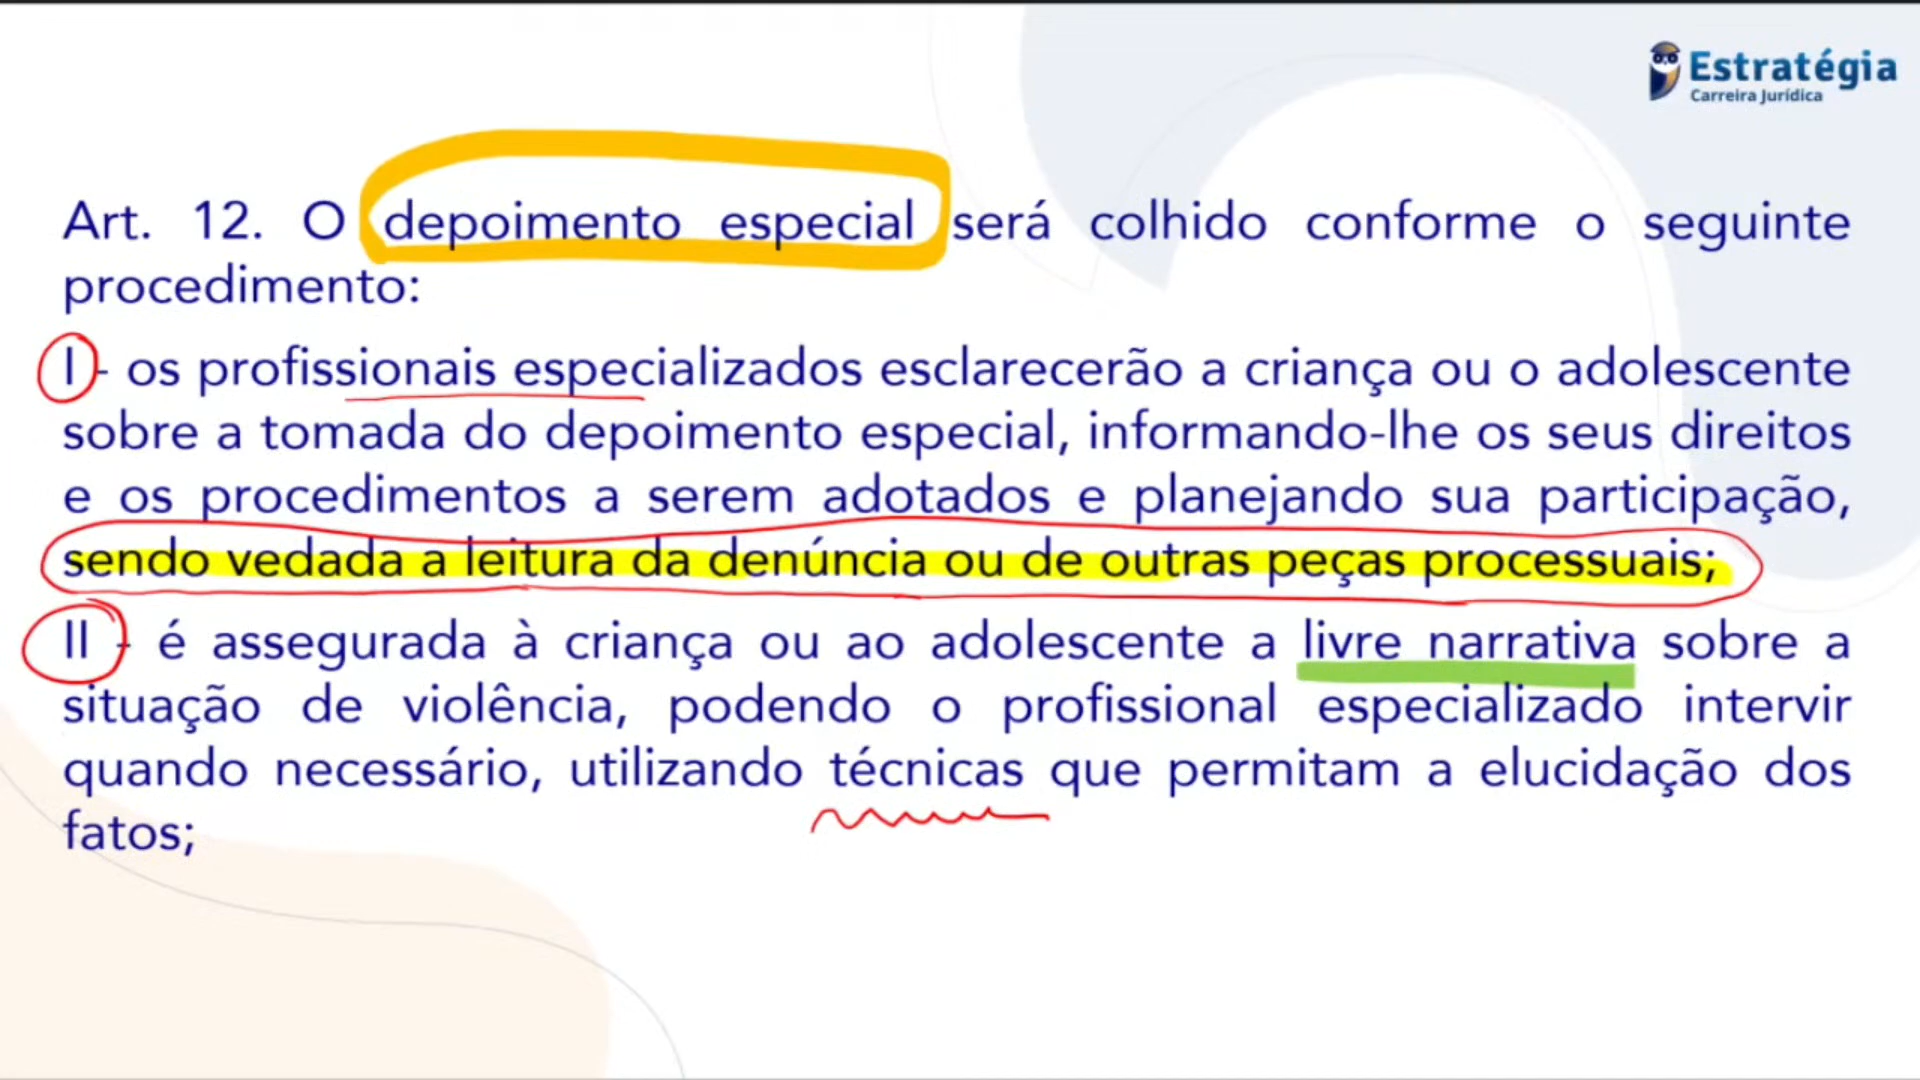 Estratégia
Carreira Jurídica
Art. 12. O depoimento especial será colhido conforme o seguinte
procedimento:
I - os profissionais especializados esclarecerão a criança ou o adolescente
sobre a tomada do depoimento especial, informando-lhe os seus direitos
e os procedimentos a serem adotados e planejando sua participação,
sendo vedada a leitura da denúncia ou de outras peças processuais;
II - é assegurada à criança ou ao adolescente a livre narrativa sobre a
situação de violência, podendo o profissional especializado intervir
quando necessário, utilizando técnicas que permitam a elucidação dos
fatos;